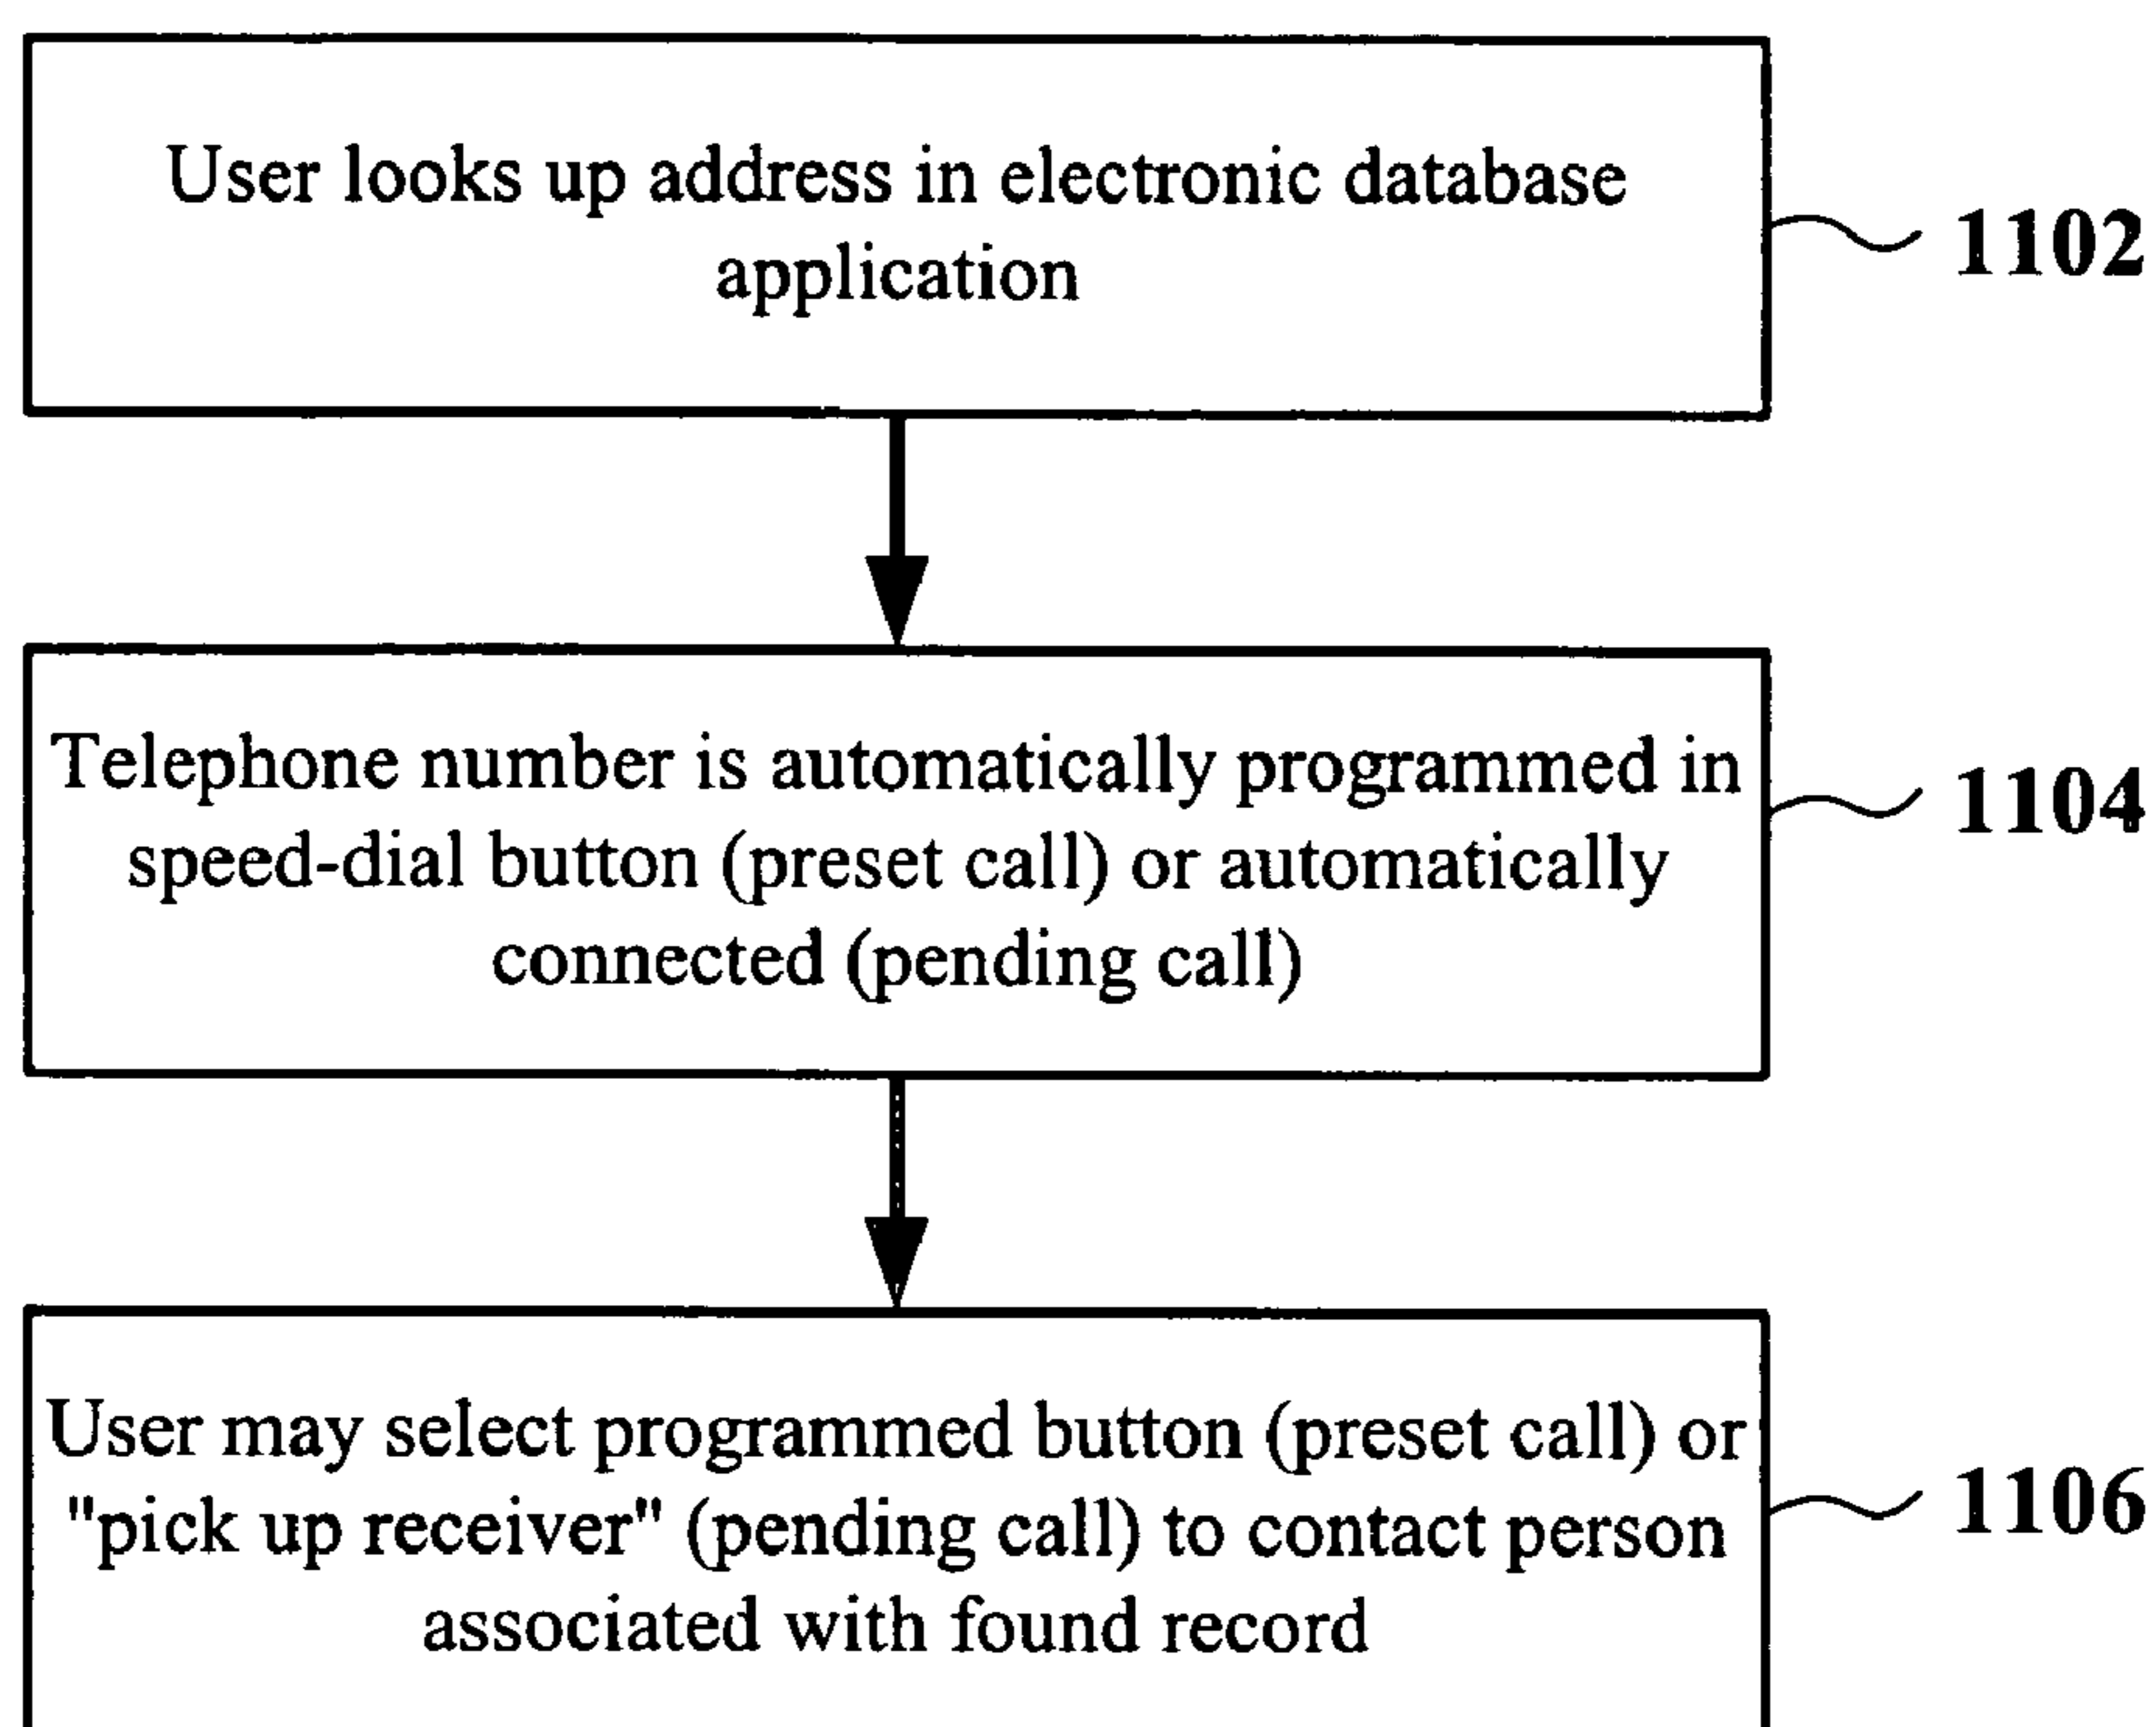 User looks up address in electronic database
application
1102
Telephone number is automatically programmed in
speed-dial button (preset call) or automatically
connected (pending call)
1104
User may select programmed button (preset call) or
"pick up receiver" (pending call) to contact person
associated with found record
1106